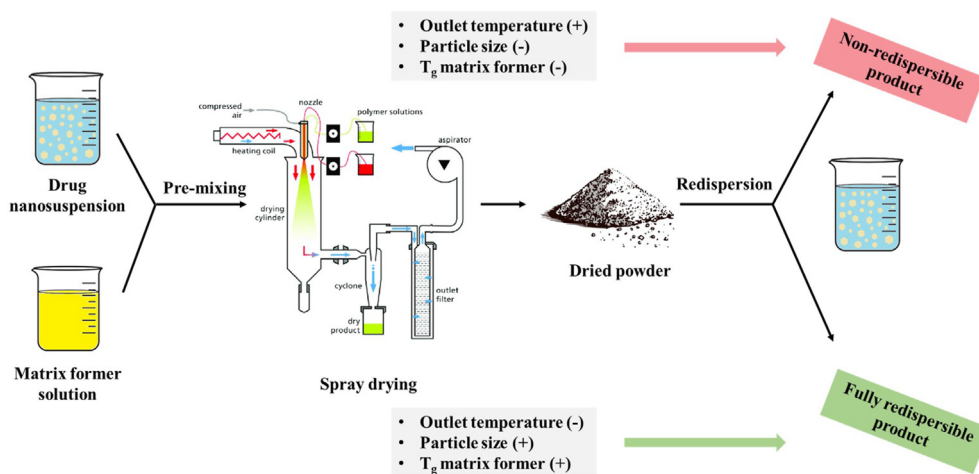 • Outlet temperature (+)
• Particle size (-)
• Tg matrix former (-)
Non-redispersible
product
Drug
nanosuspension
Pre-mixing
Matrix former
solution
compressed
air
nozzle
polymer solutions
heating coil
aspirator
drying
cylinder
cyclone
dry
product
outlet
filter
Spray drying
Dried powder
Redispersion
• Outlet temperature (-)
• Particle size (+)
• Tg matrix former (+)
Fully redispersible
product